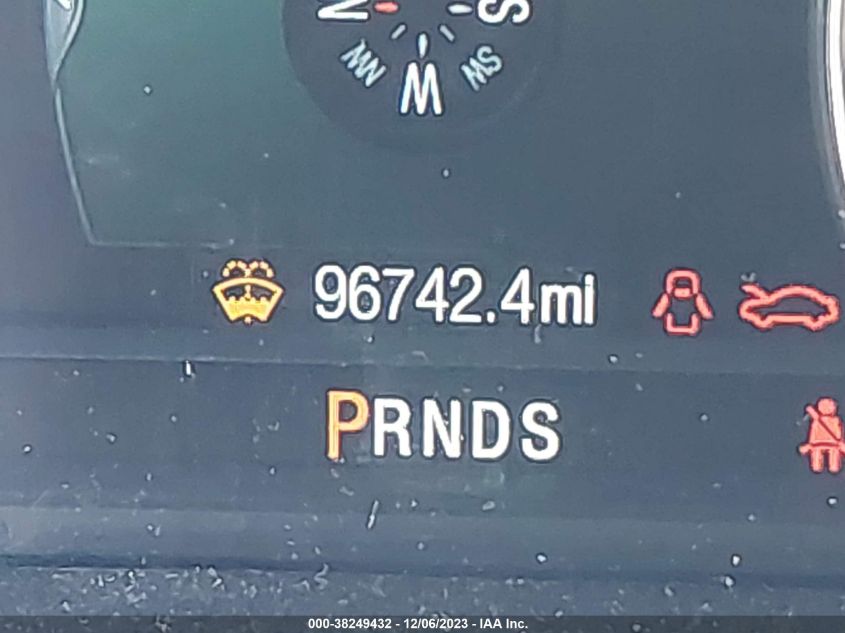 N S
NW SW
W
96742.4mi
PRNDS
000-38249432 - 12/06/2023 - IAA Inc.